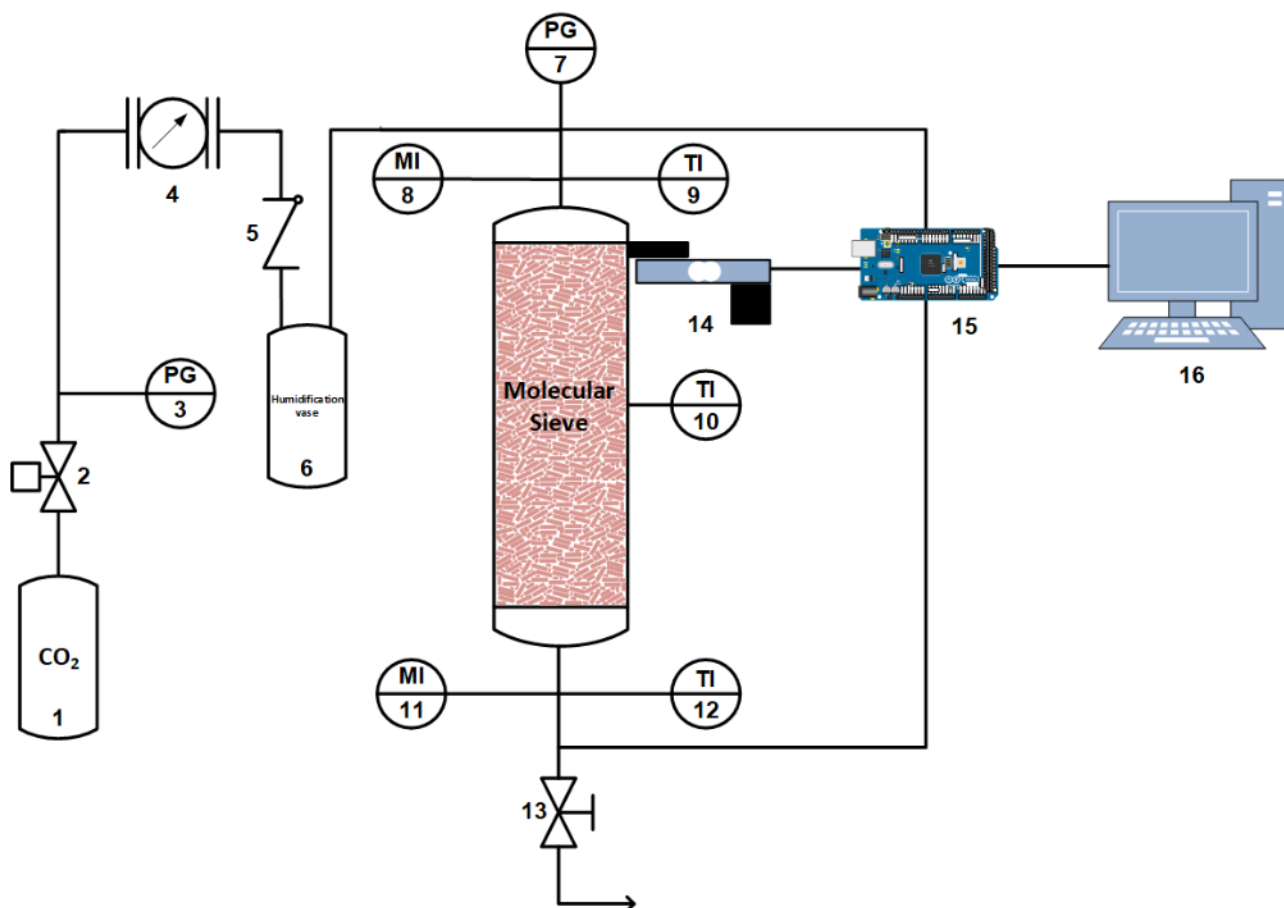 PG
7
4
MI
8
TI
9
5
14
15
16
PG
3
Humidification
vase
6
2
Molecular
Sieve
TI
10
CO₂
1
MI
11
TI
12
13